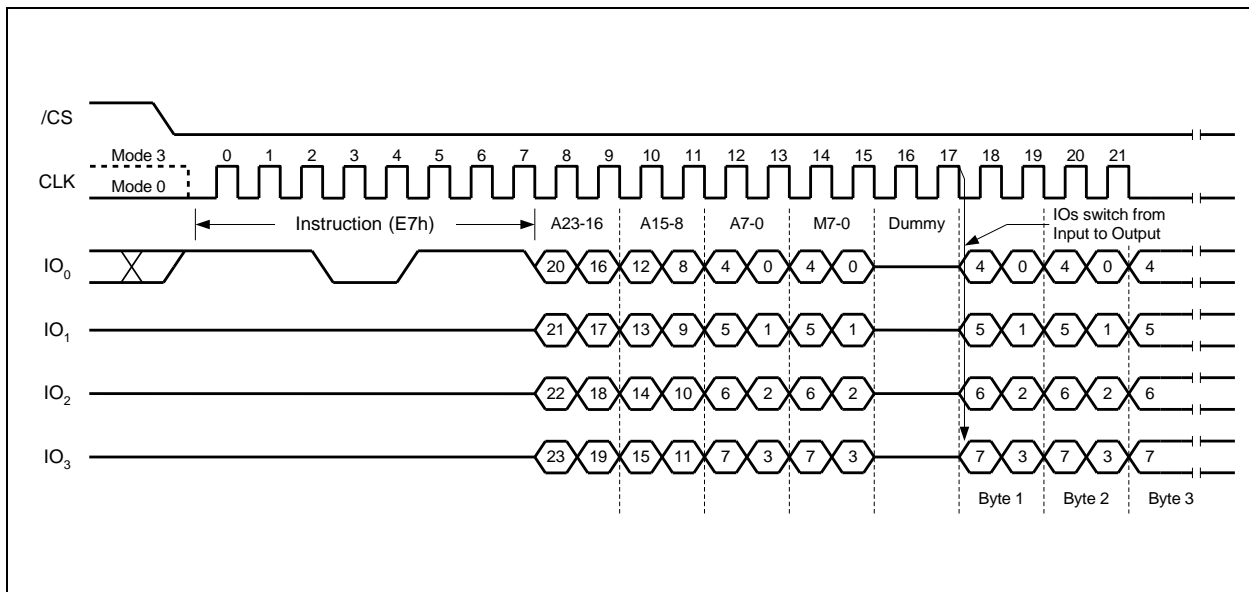 /CS
Mode 3 0 1 2 3 4 5 6 7 8 9 10 11 12 13 14 15 16 17 18 19 20 21
CLK Mode 0
Instruction (E7h) A23-16 A15-8 A7-0 M7-0 Dummy IOs switch from
Input to Output
IO0 20 16 12 8 4 0 4 0 4 0 4 0 4
IO1 21 17 13 9 5 1 5 1 5 1 5 1 5
IO2 22 18 14 10 6 2 6 2 6 2 6 2 6
IO3 23 19 15 11 7 3 7 3 7 3 7 3 7
Byte 1 Byte 2 Byte 3